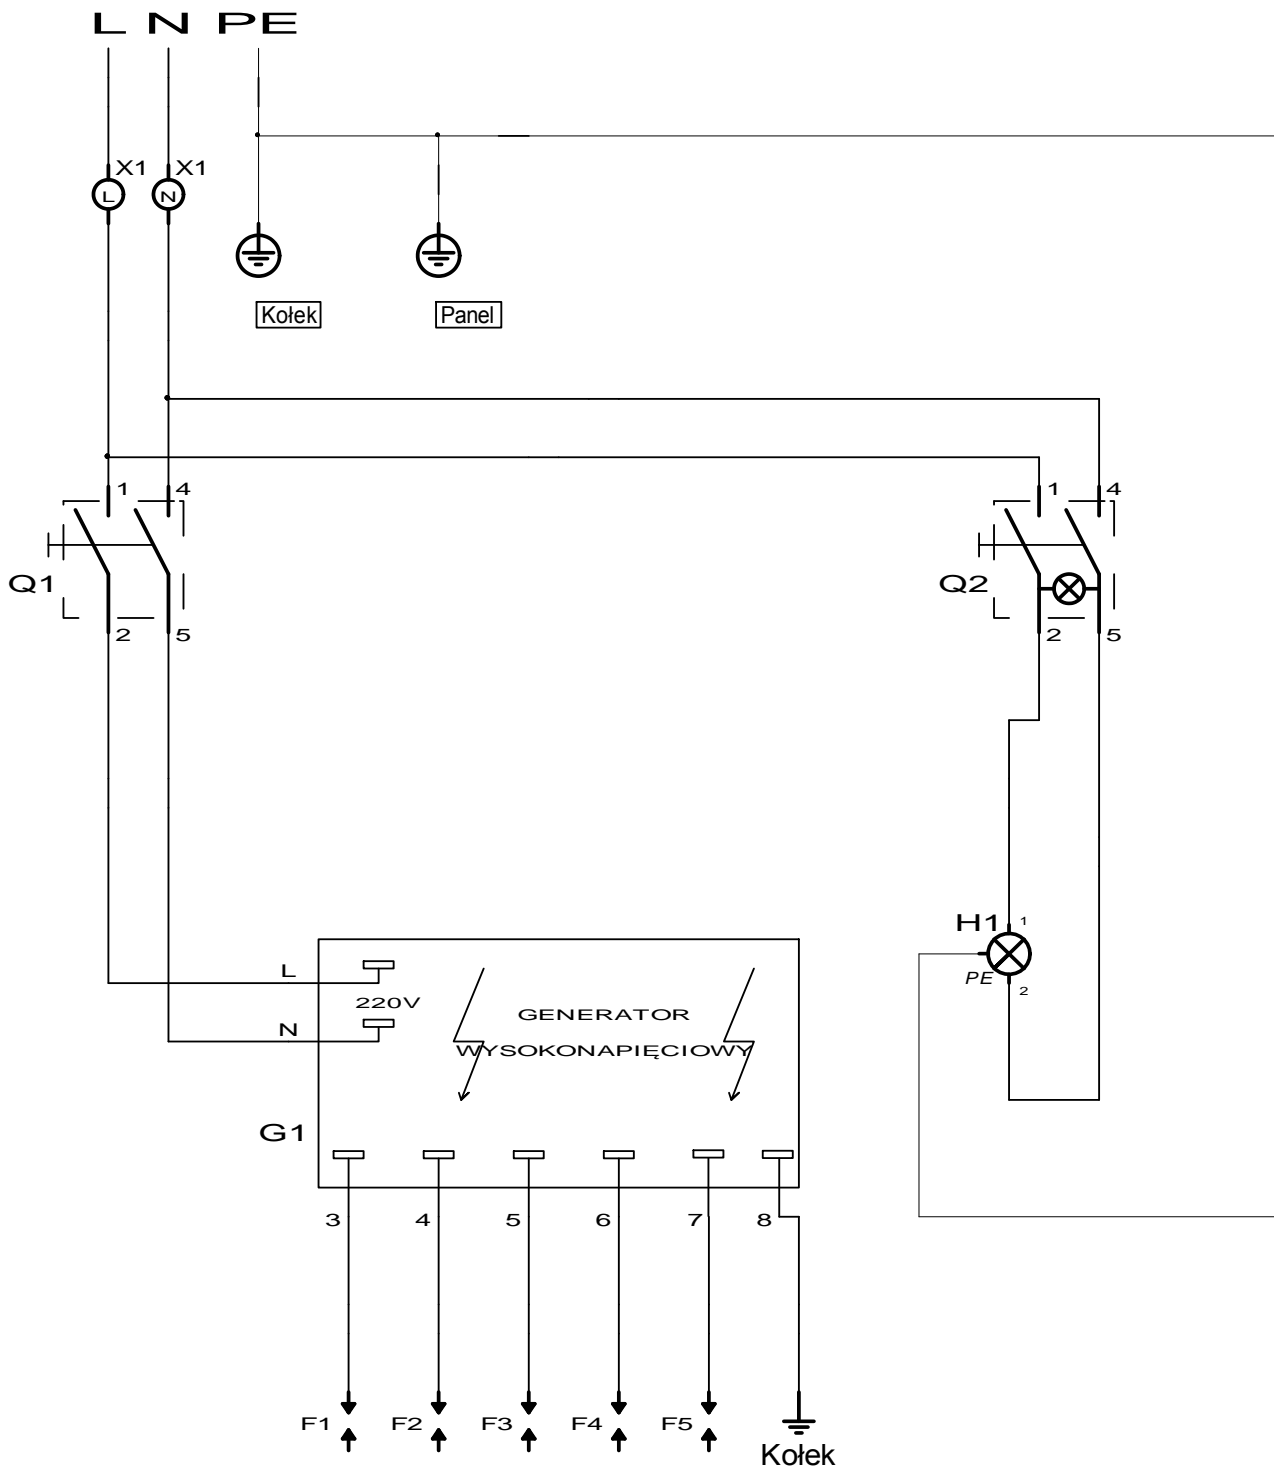 L N PE
X1 X1
L N
Kołek Panel
1 4 1 4
Q1 Q2
2 5 2 5
H1 1
PE 2
L
220V
N
GENERATOR
WYSOKONAPIĘCIOWY
G1
3 4 5 6 7 8
F1 F2 F3 F4 F5
Kołek